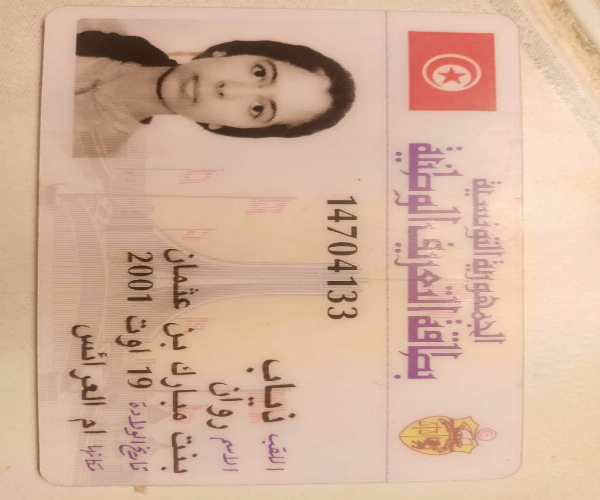 الجمهورية التونسية
بطاقة التعريف الوطنية
14704133
اللقب ذياب
الاسم روان
بنت مبارك بن عثمان
تاريخ الولادة 19 اوت 2001
مكانها ام العرائس